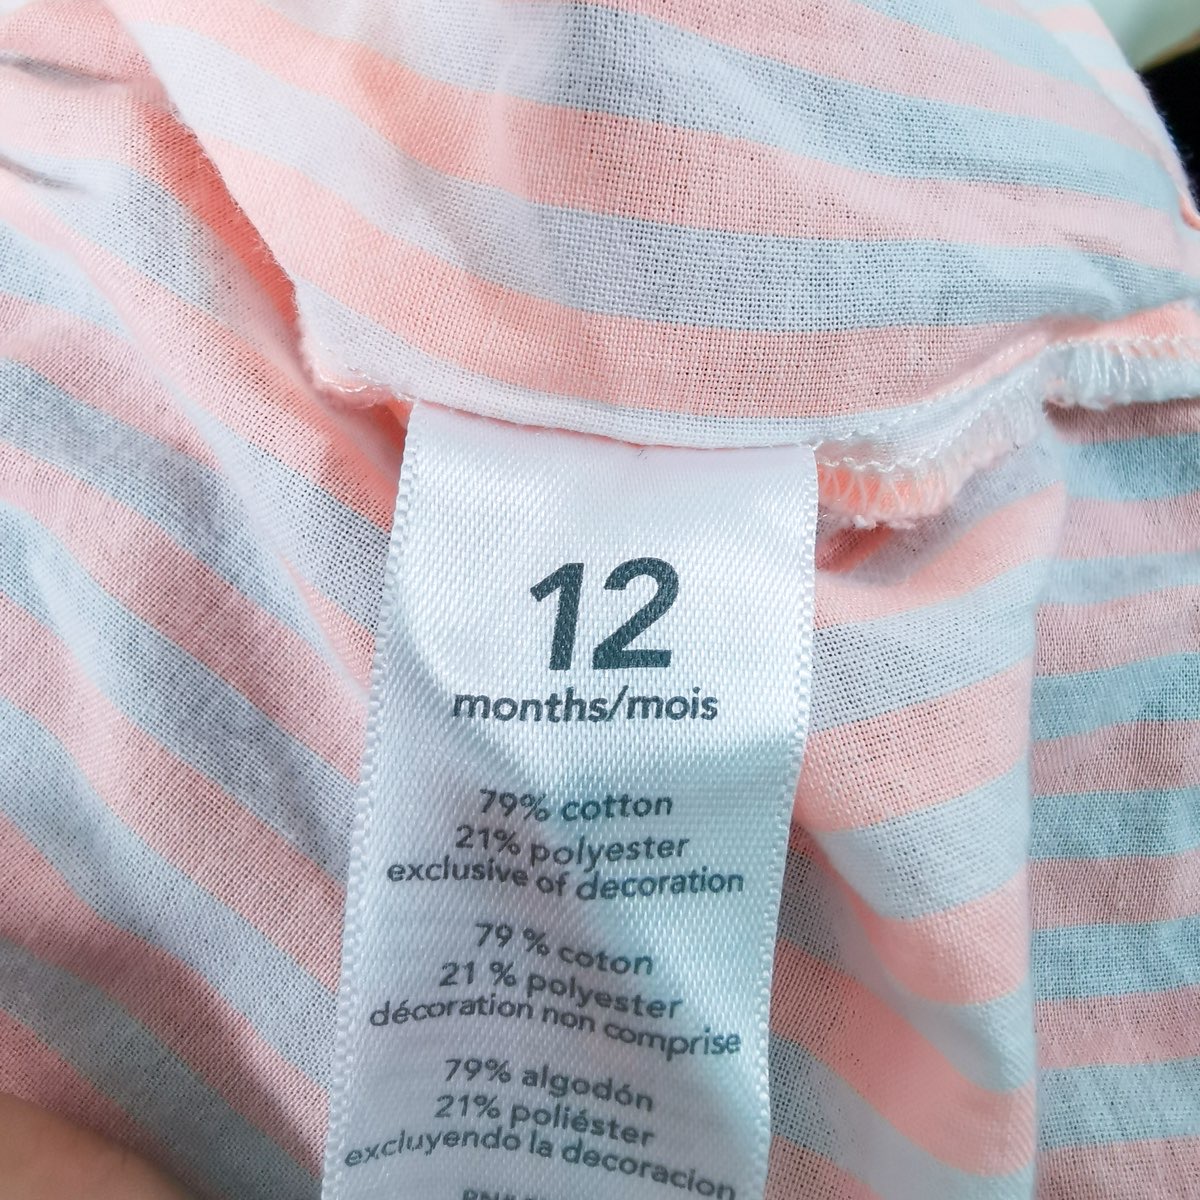 12
months/mois
79% cotton
21% polyester
exclusive of decoration
79 % coton
21 % polyester
décoration non comprise
79% algodón
21% poliéster
excluyendo la decoracion